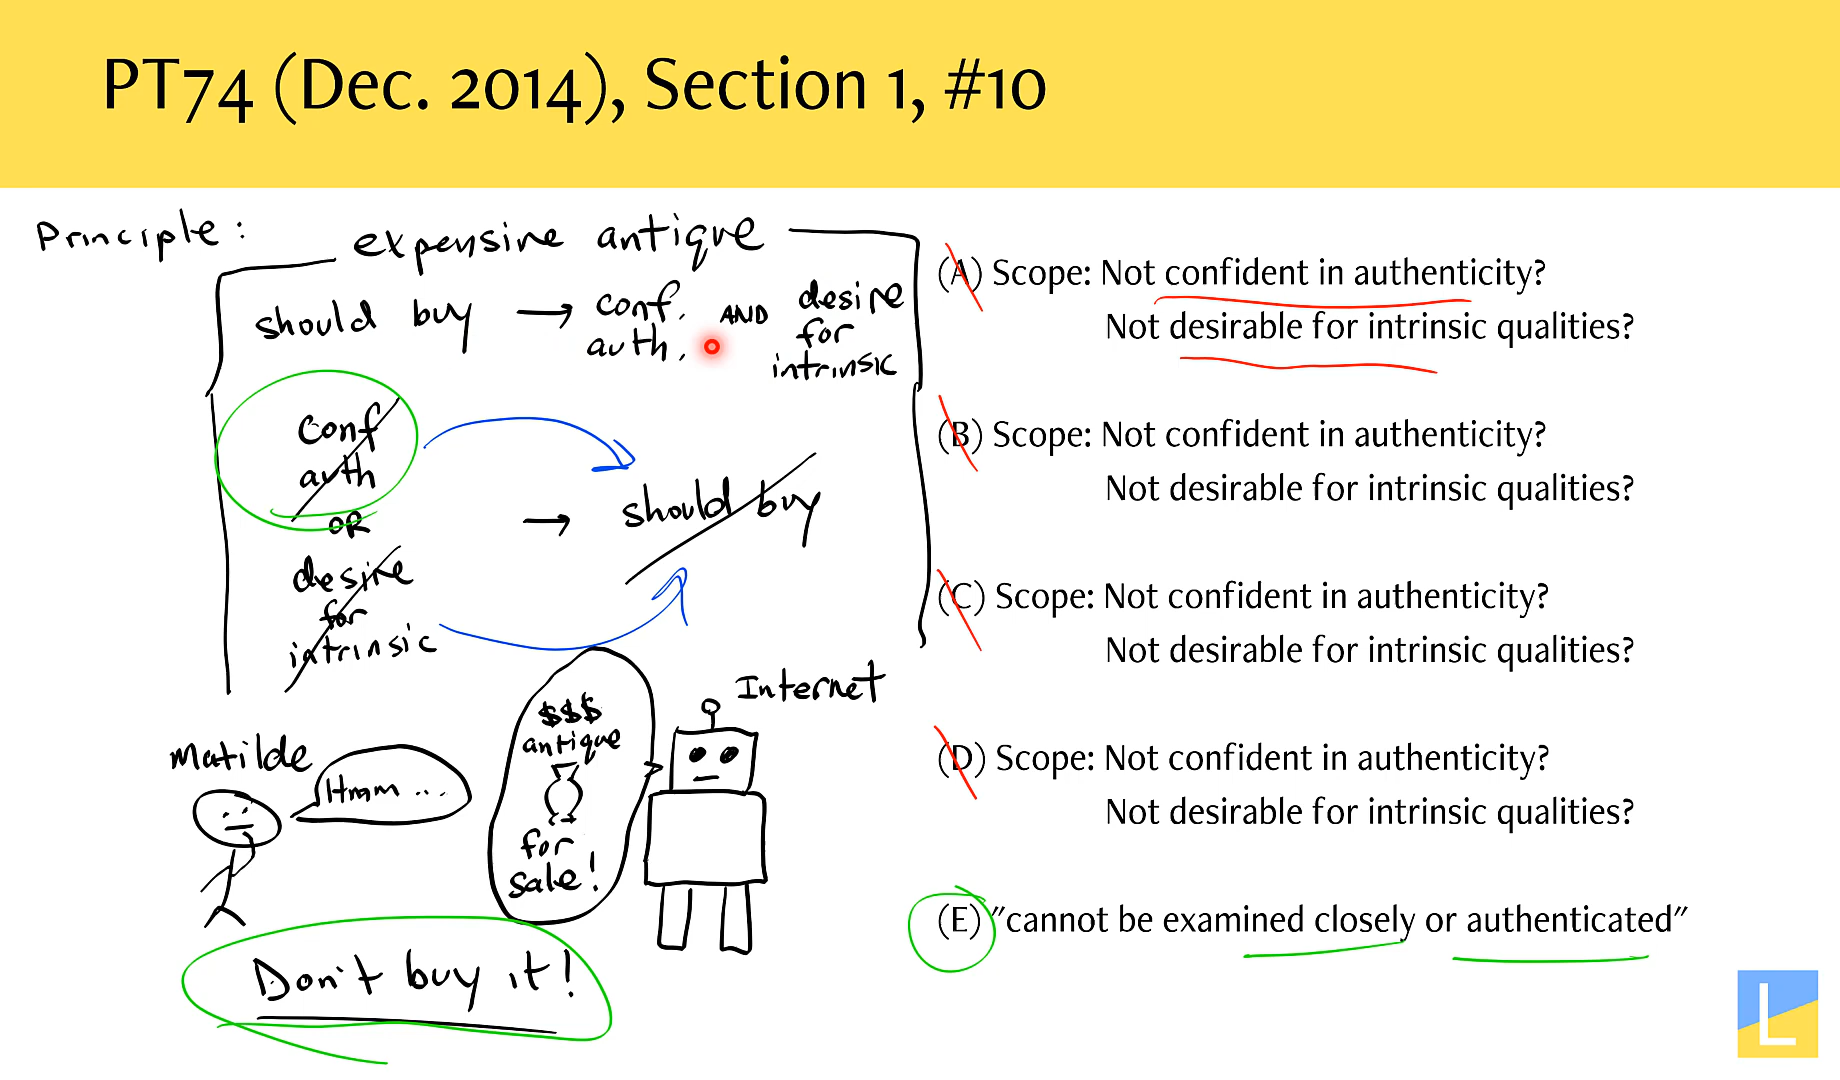 PT74 (Dec. 2014), Section 1, #10
Principle:
expensive antique
should buy → conf. auth. AND desire for intrinsic
conf
auth
OR
desire
for
intrinsic
→ should buy
Matilde
Hmm ...
$$$
antique
for
sale!
Internet
Don't buy it!
(A) Scope: Not confident in authenticity?
Not desirable for intrinsic qualities?
(B) Scope: Not confident in authenticity?
Not desirable for intrinsic qualities?
(C) Scope: Not confident in authenticity?
Not desirable for intrinsic qualities?
(D) Scope: Not confident in authenticity?
Not desirable for intrinsic qualities?
(E) "cannot be examined closely or authenticated"
L